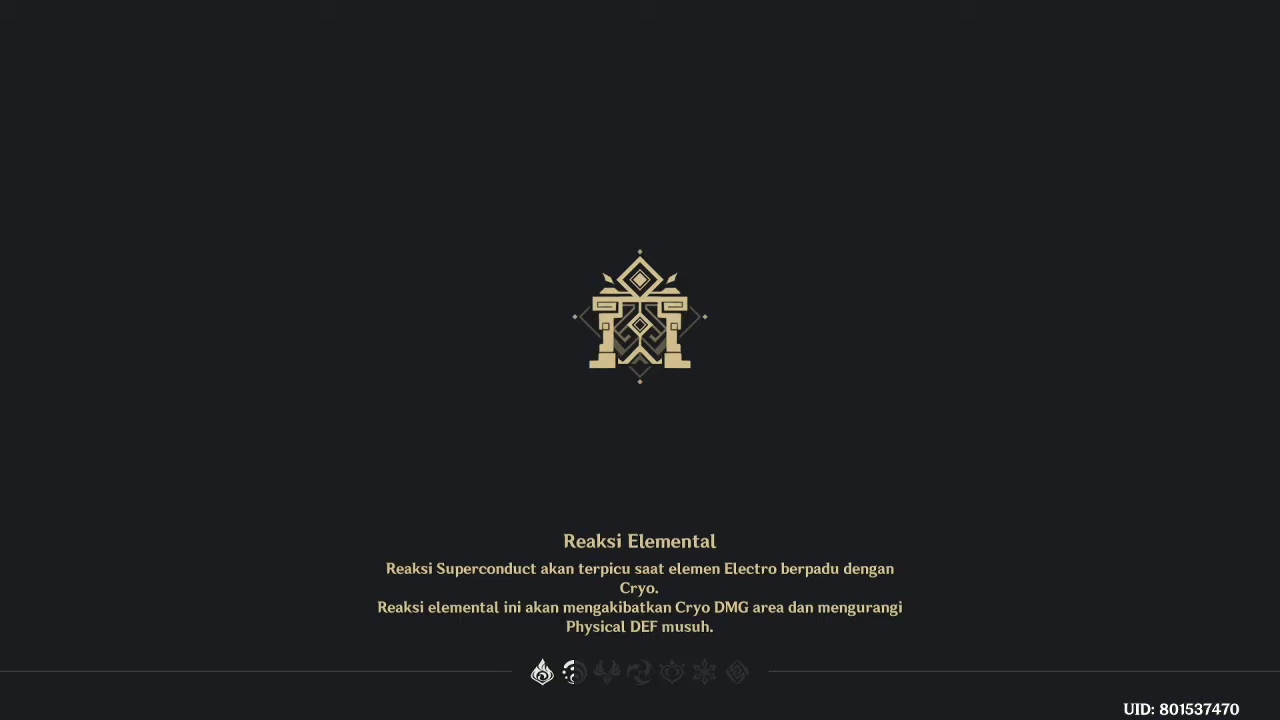 Reaksi Elemental
Reaksi Superconduct akan terpicu saat elemen Electro berpadu dengan
Cryo.
Reaksi elemental ini akan mengakibatkan Cryo DMG area dan mengurangi
Physical DEF musuh.
UID: 801537470